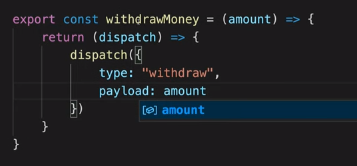 export const withdrawMoney = (amount) => {
    return (dispatch) => {
        dispatch({
            type: "withdraw",
            payload: amount
            amount
        })
    }
}